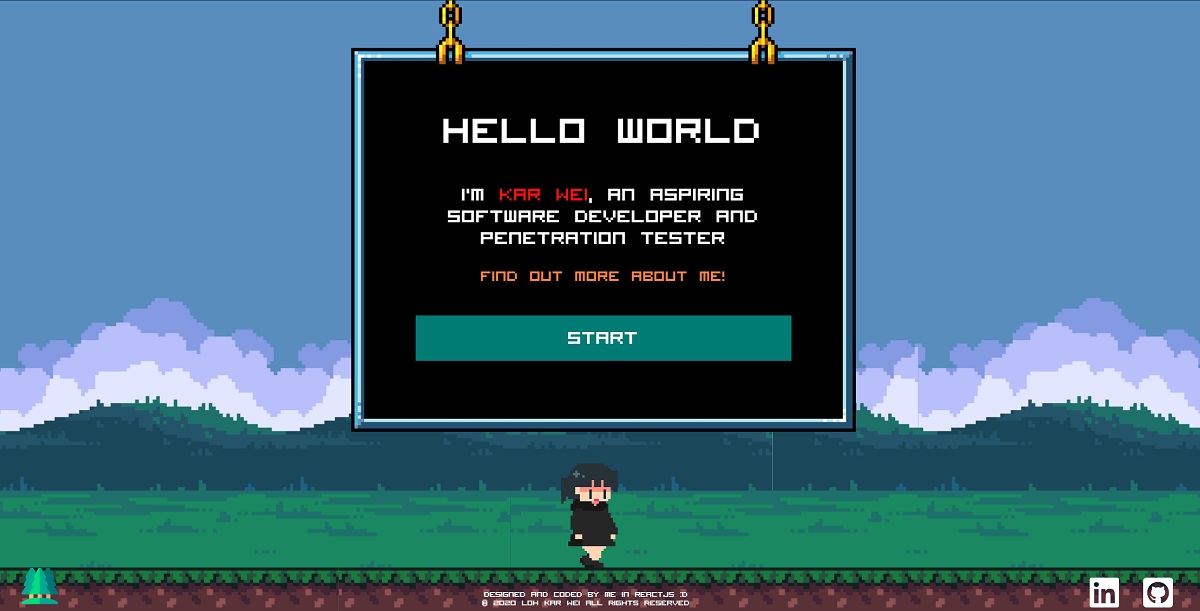 HELLO WORLD
I'M KAR WEI, AN ASPIRING
SOFTWARE DEVELOPER AND
PENETRATION TESTER
FIND OUT MORE ABOUT ME!
START
DESIGNED AND CODED BY ME IN REACTJS :D
© 2020 LOH KAR WEI ALL RIGHTS RESERVED
in